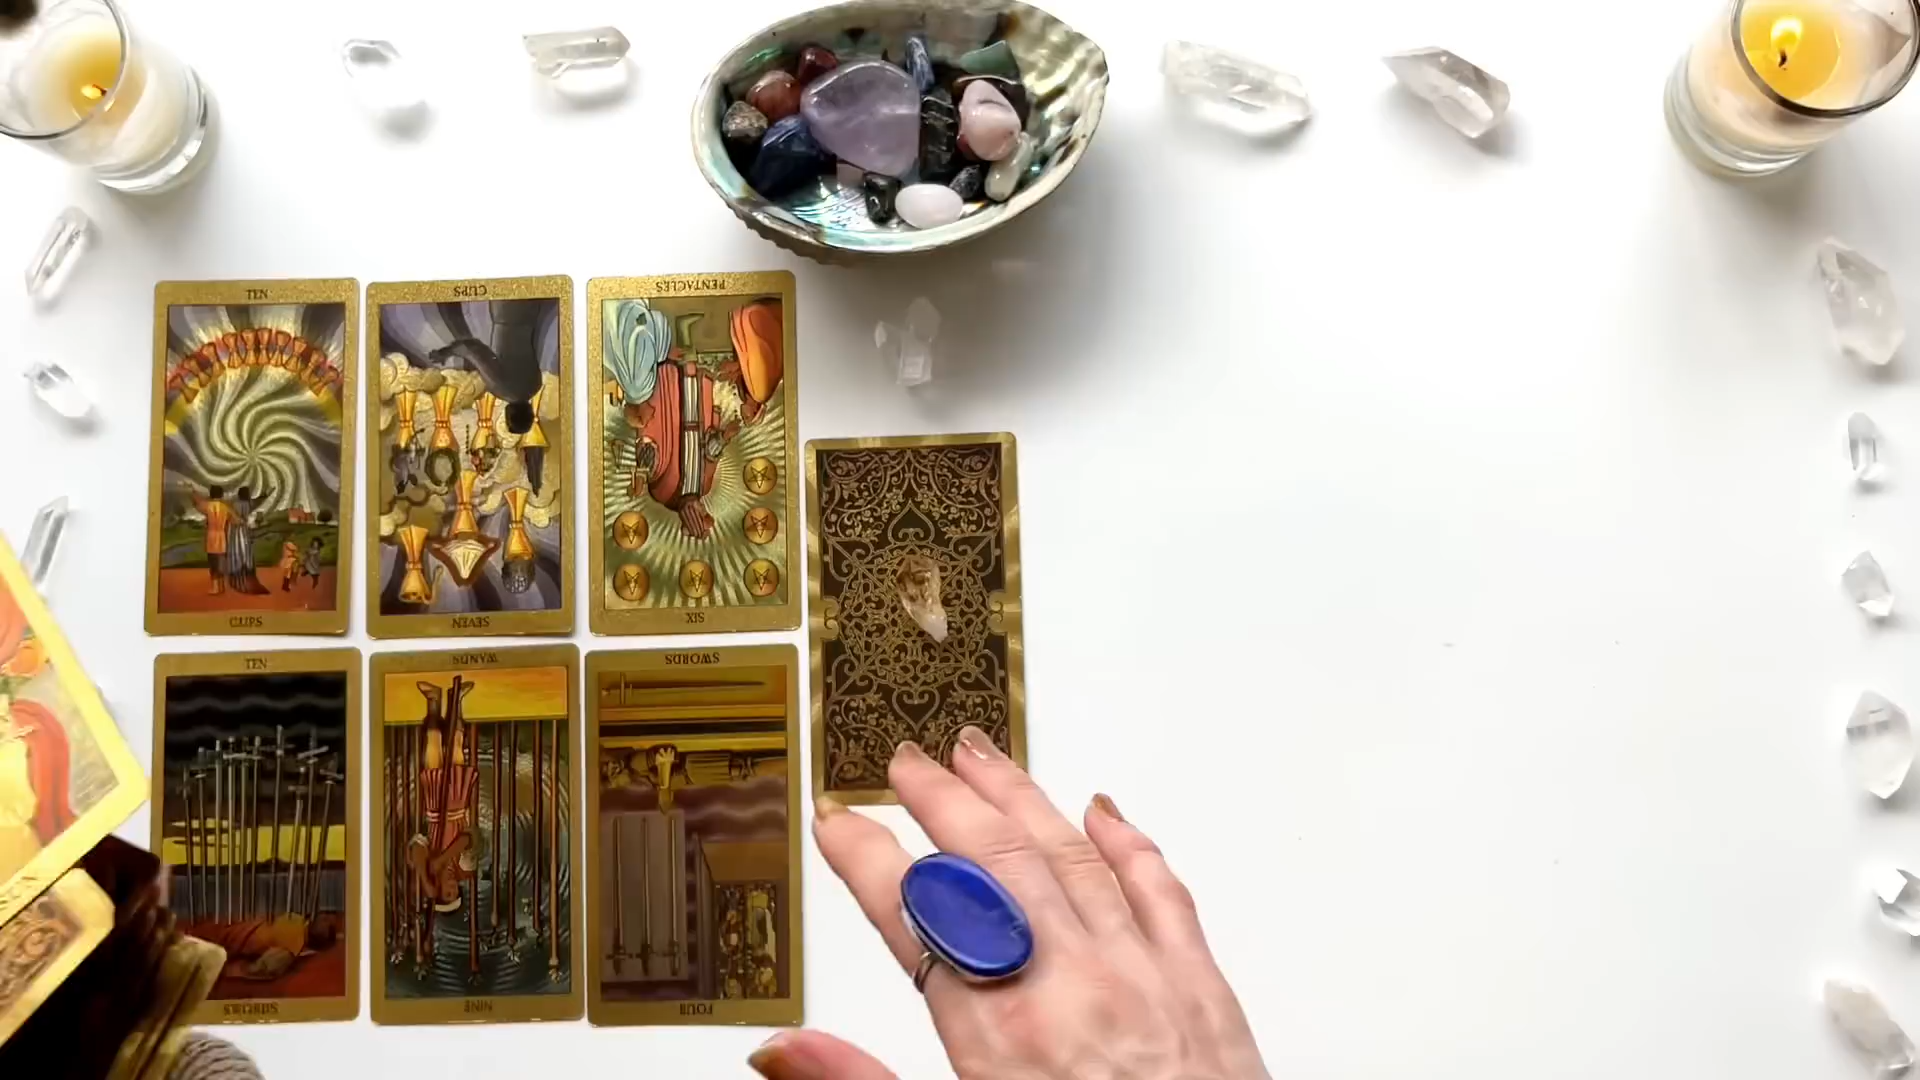 TEN
CUPS
PENTACLES
CUPS
SEVEN
SIX
TEN
WANDS
SWORDS
SWORDS
NINE
FOUR